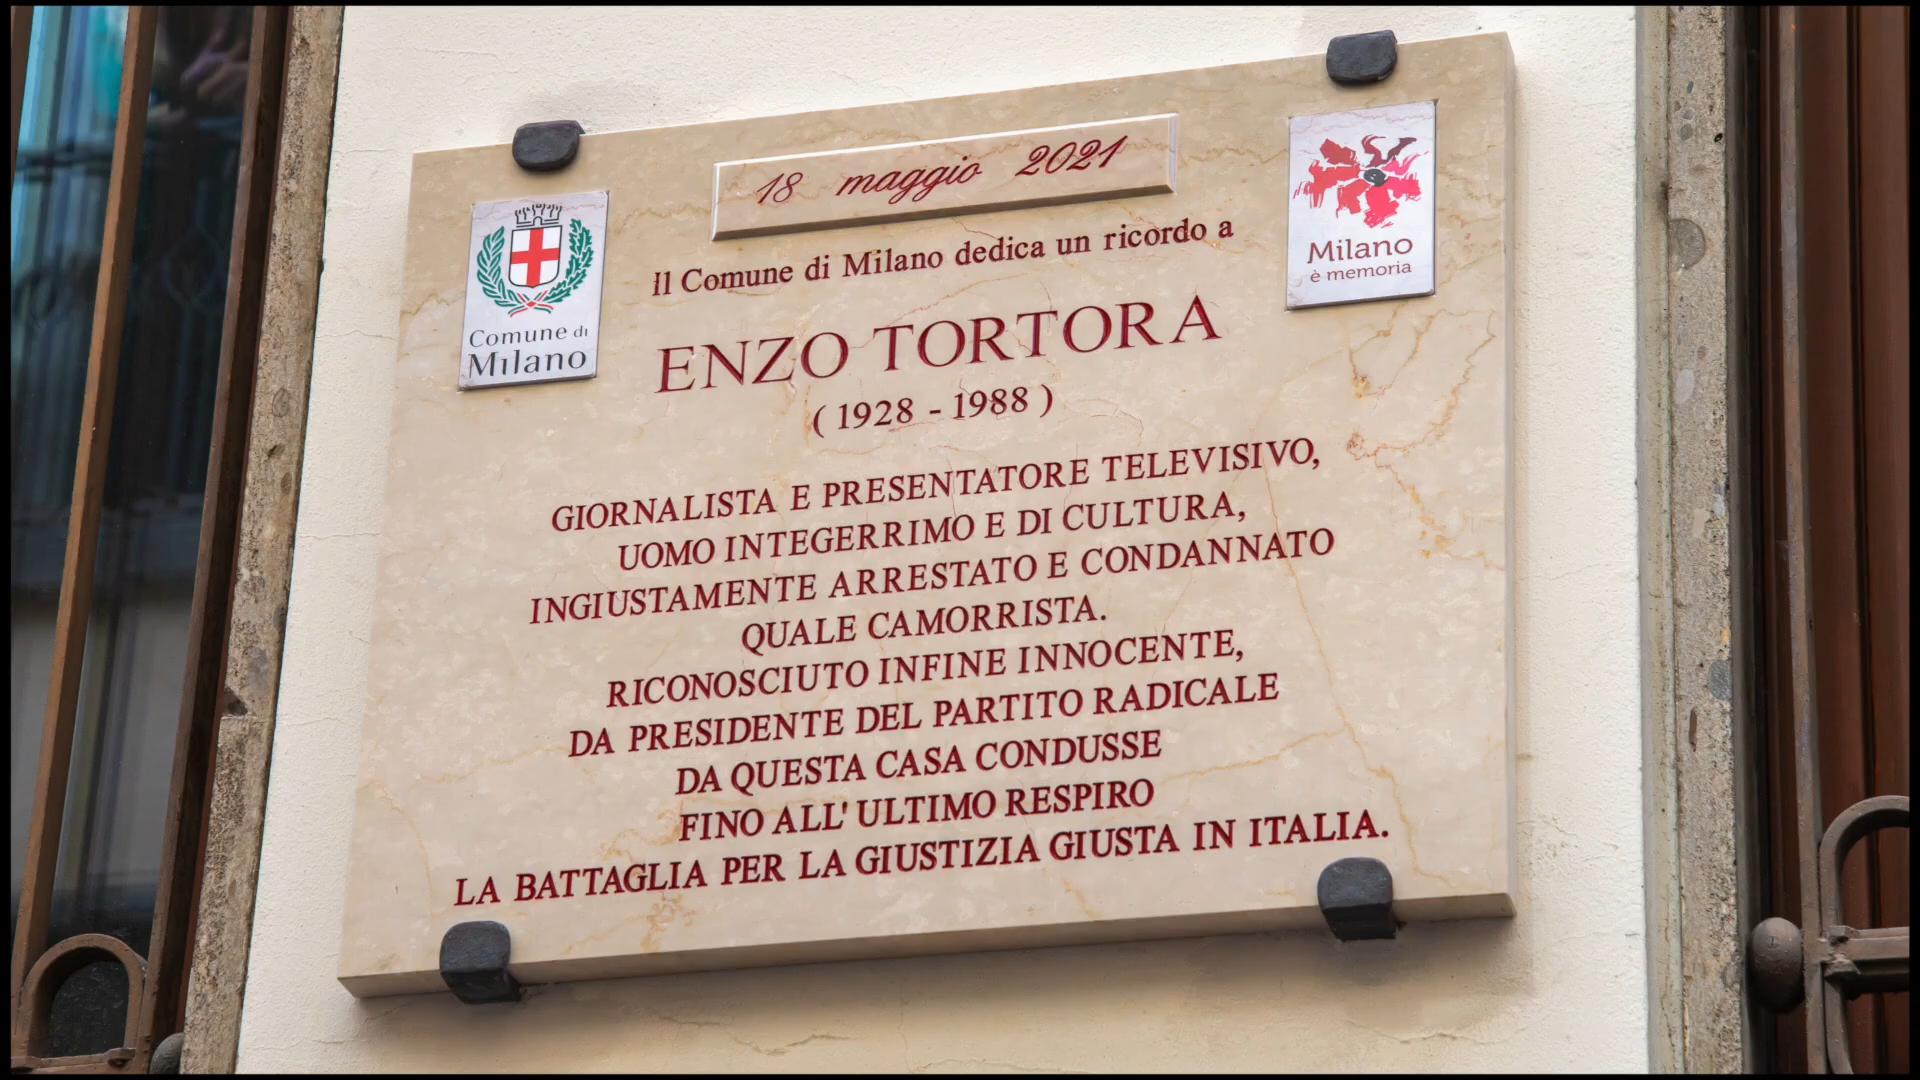 18 maggio 2021
Comune di
Milano
Milano
è memoria
Il Comune di Milano dedica un ricordo a
ENZO TORTORA
( 1928 - 1988 )
GIORNALISTA E PRESENTATORE TELEVISIVO,
UOMO INTEGERRIMO E DI CULTURA,
INGIUSTAMENTE ARRESTATO E CONDANNATO
QUALE CAMORRISTA.
RICONOSCIUTO INFINE INNOCENTE,
DA PRESIDENTE DEL PARTITO RADICALE
DA QUESTA CASA CONDUSSE
FINO ALL' ULTIMO RESPIRO
LA BATTAGLIA PER LA GIUSTIZIA GIUSTA IN ITALIA.